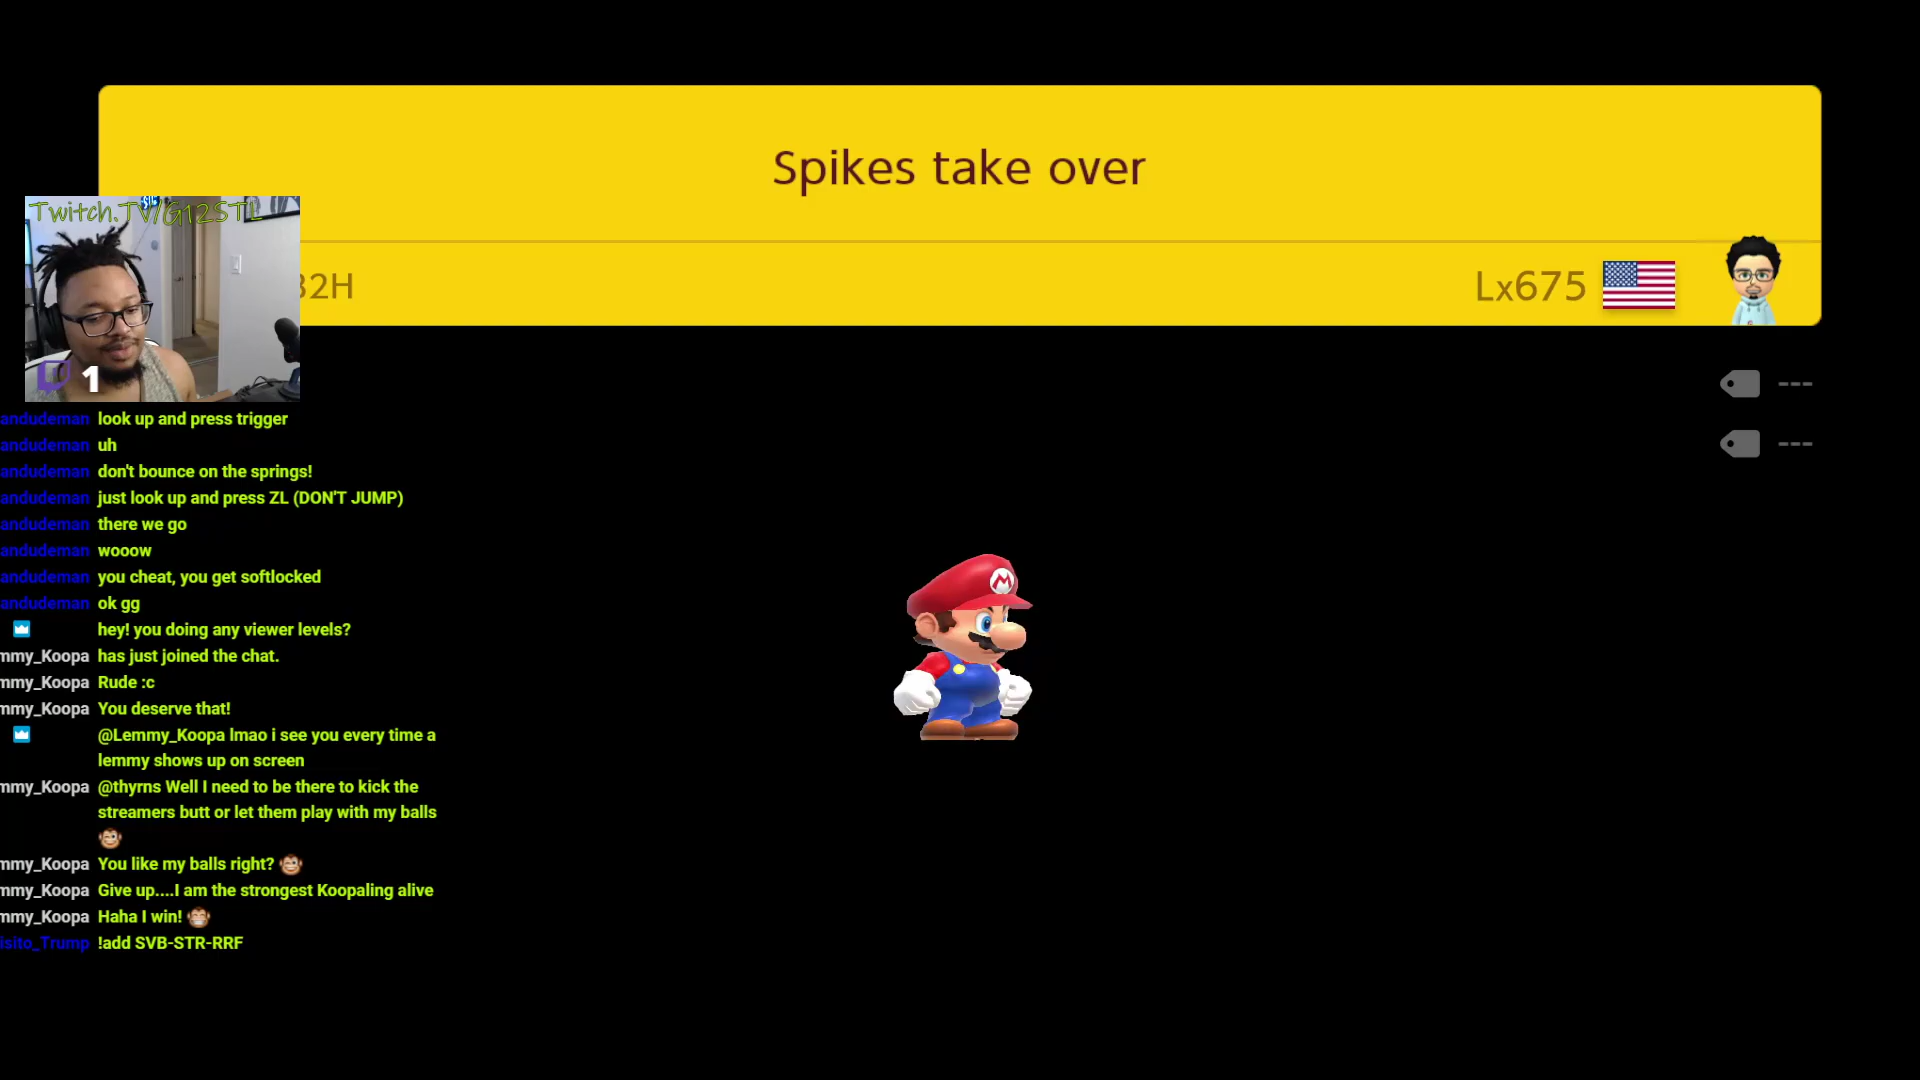 Spikes take over
Twitch.TV/G12STL
32H
Lx675
1
---
---
andudeman look up and press trigger
andudeman uh
andudeman don't bounce on the springs!
andudeman just look up and press ZL (DON'T JUMP)
andudeman there we go
andudeman wooow
andudeman you cheat, you get softlocked
andudeman ok gg
hey! you doing any viewer levels?
mmy_Koopa has just joined the chat.
mmy_Koopa Rude :c
mmy_Koopa You deserve that!
@Lemmy_Koopa lmao i see you every time a
lemmy shows up on screen
mmy_Koopa @thyrns Well I need to be there to kick the
streamers butt or let them play with my balls
mmy_Koopa You like my balls right?
mmy_Koopa Give up....I am the strongest Koopaling alive
mmy_Koopa Haha I win!
isito_Trump !add SVB-STR-RRF